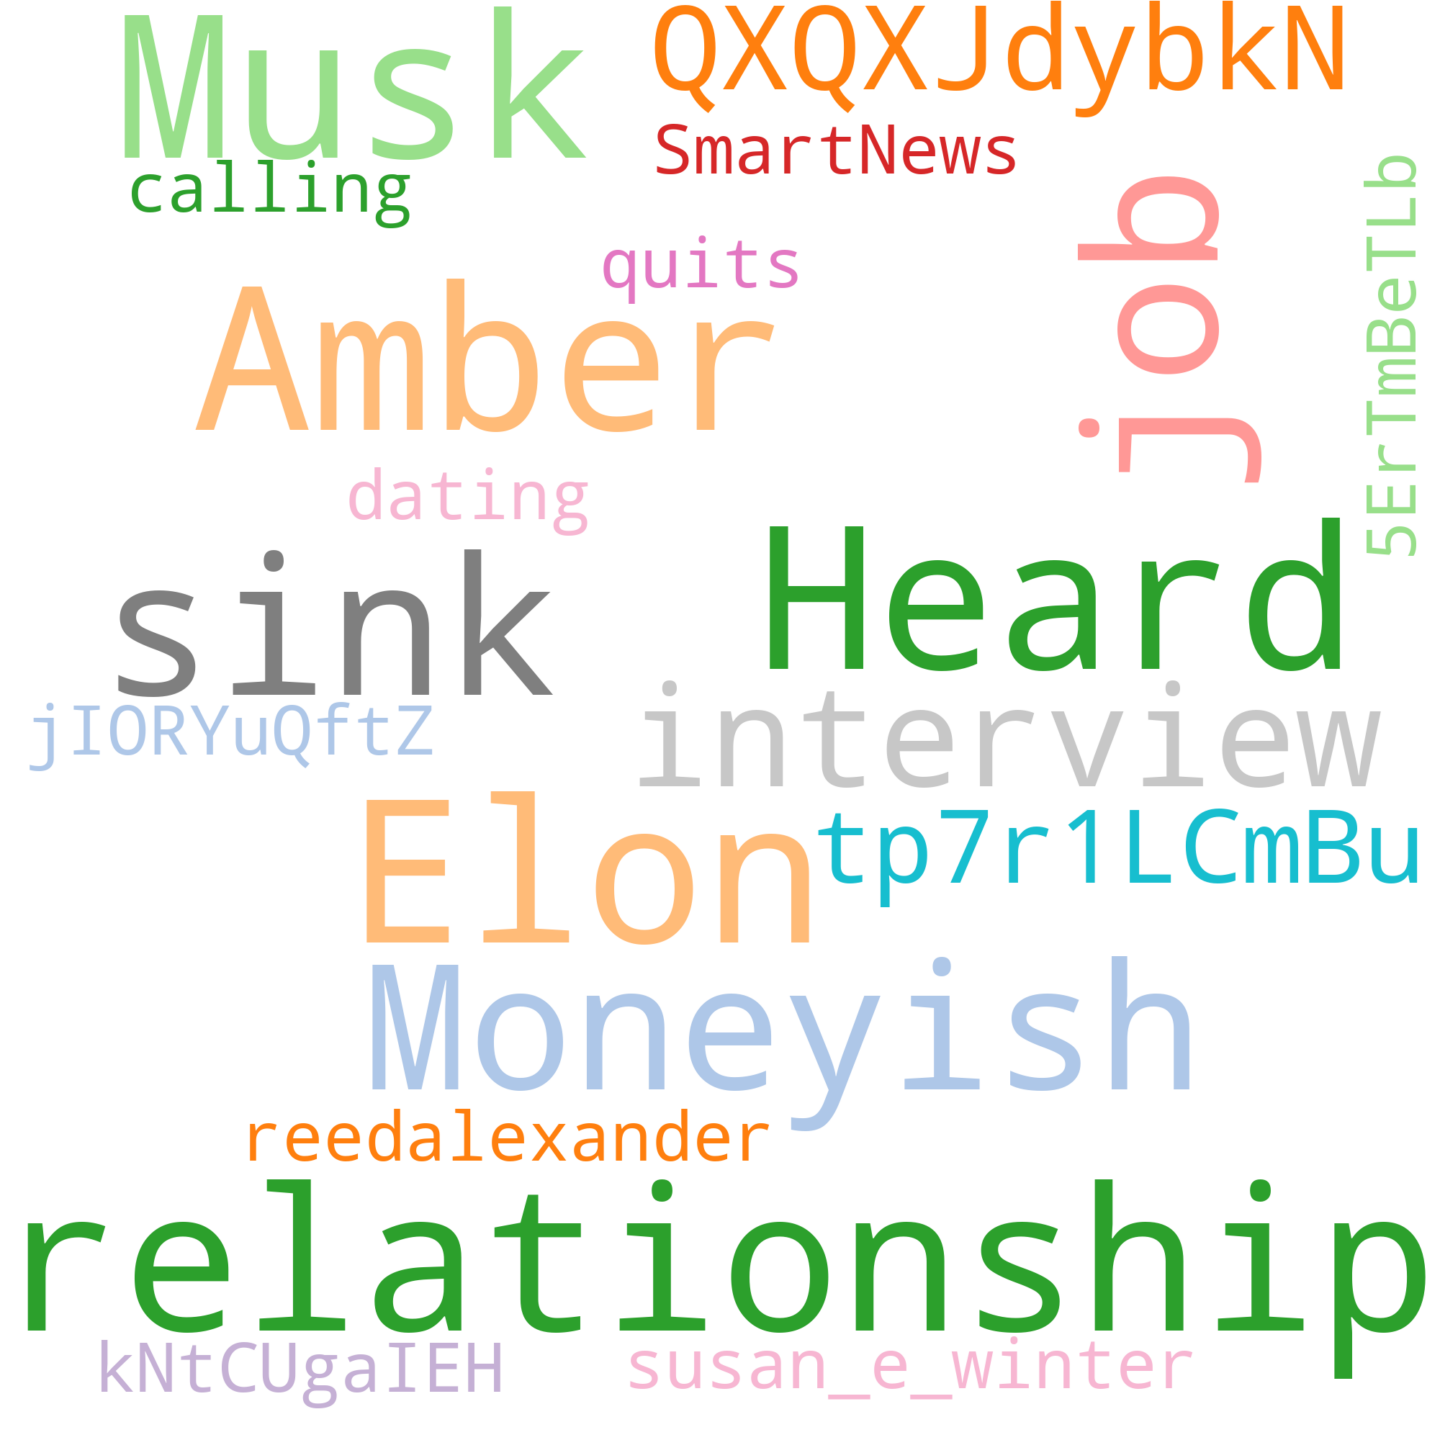 Musk
QXQXJdybkN
SmartNews
calling
job
5ErTmBeTLb
quits
Amber
dating
Heard
sink
interview
jIORYuQftZ
Elon
tp7r1LCmBu
Moneyish
reedalexander
relationship
kNtCUgaIEH
susan_e_winter